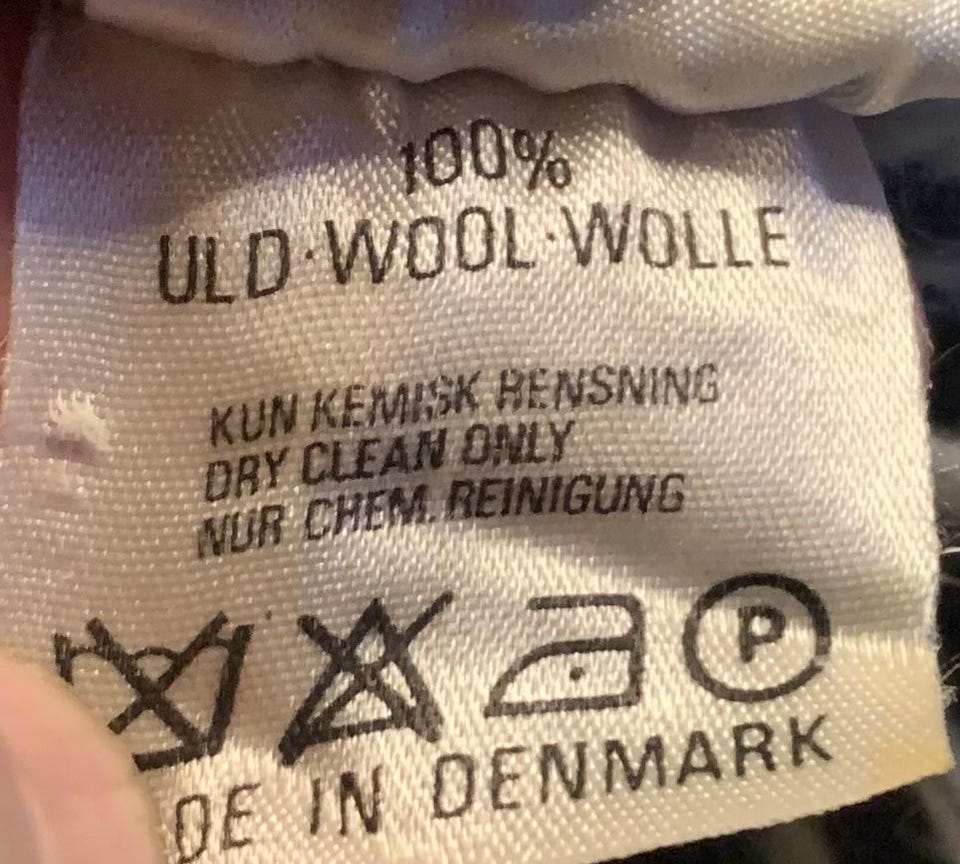 100%
ULD·WOOL·WOLLE
KUN KEMISK RENSNING
DRY CLEAN ONLY
NUR CHEM. REINIGUNG
P
DE IN DENMARK